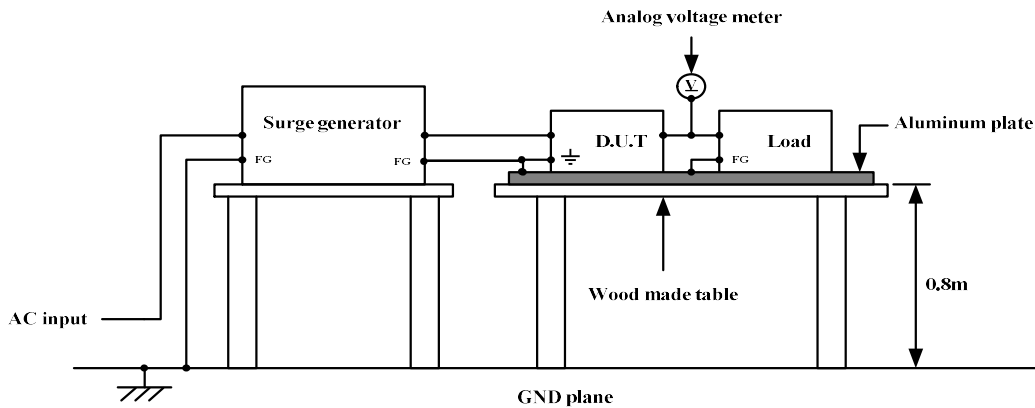 Analog voltage meter
V
Surge generator
D.U.T
Load
Aluminum plate
FG
FG
FG
0.8m
Wood made table
AC input
GND plane